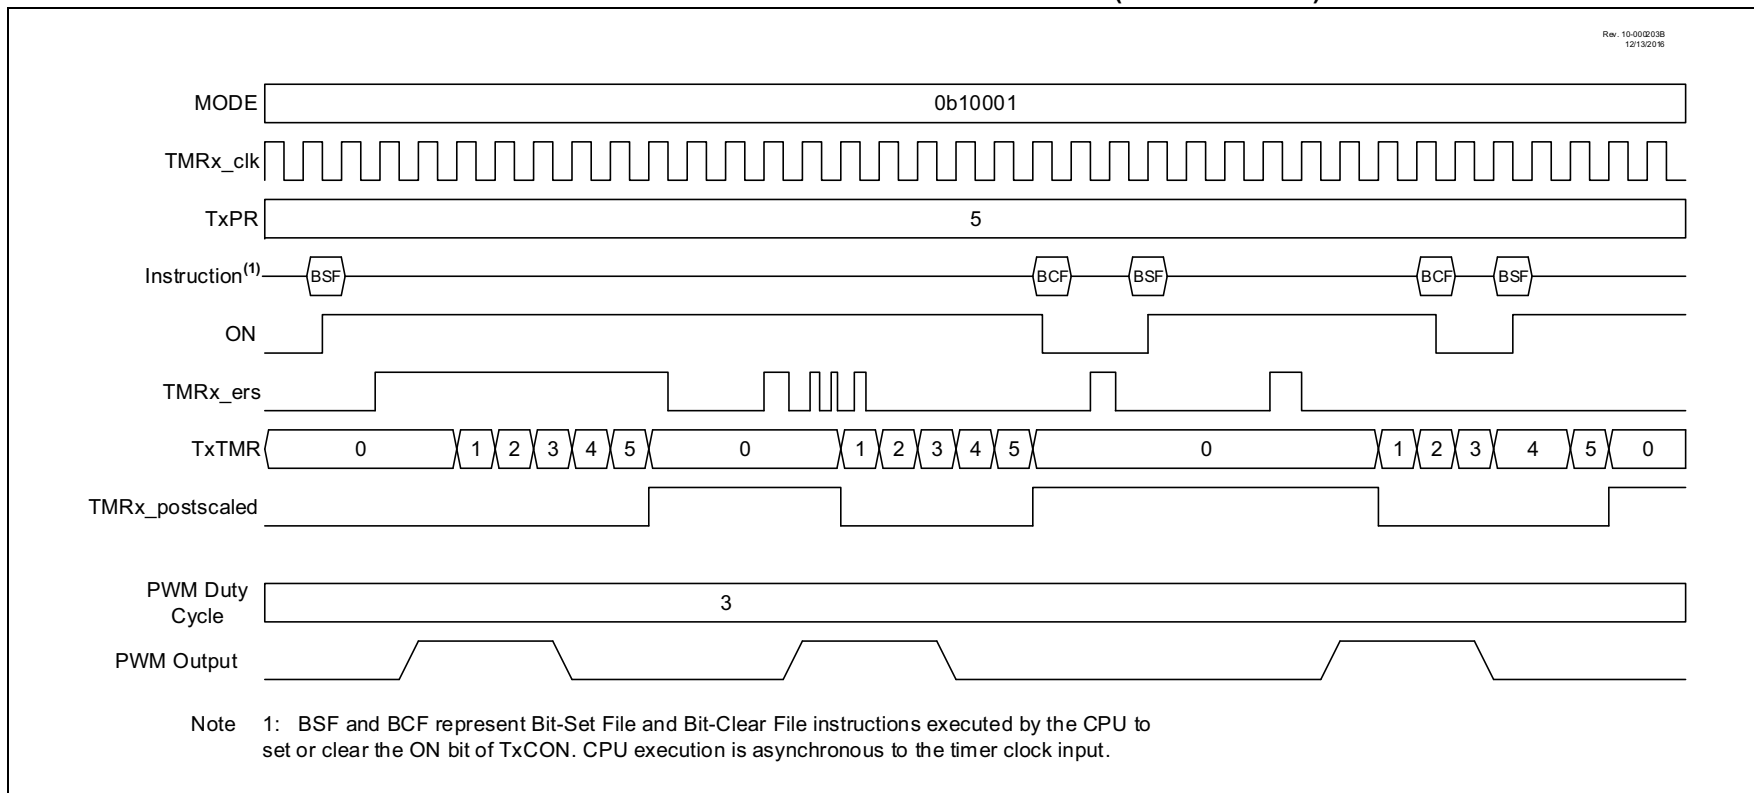 Rev. 10-000203B
12/13/2016
MODE 0b10001
TMRx_clk
TxPR 5
Instruction(1) BSF BCF BSF BCF BSF
ON
TMRx_ers
TxTMR 0 1 2 3 4 5 0 1 2 3 4 5 0 1 2 3 4 5 0
TMRx_postscaled
PWM Duty
Cycle 3
PWM Output
Note 1: BSF and BCF represent Bit-Set File and Bit-Clear File instructions executed by the CPU to
set or clear the ON bit of TxCON. CPU execution is asynchronous to the timer clock input.